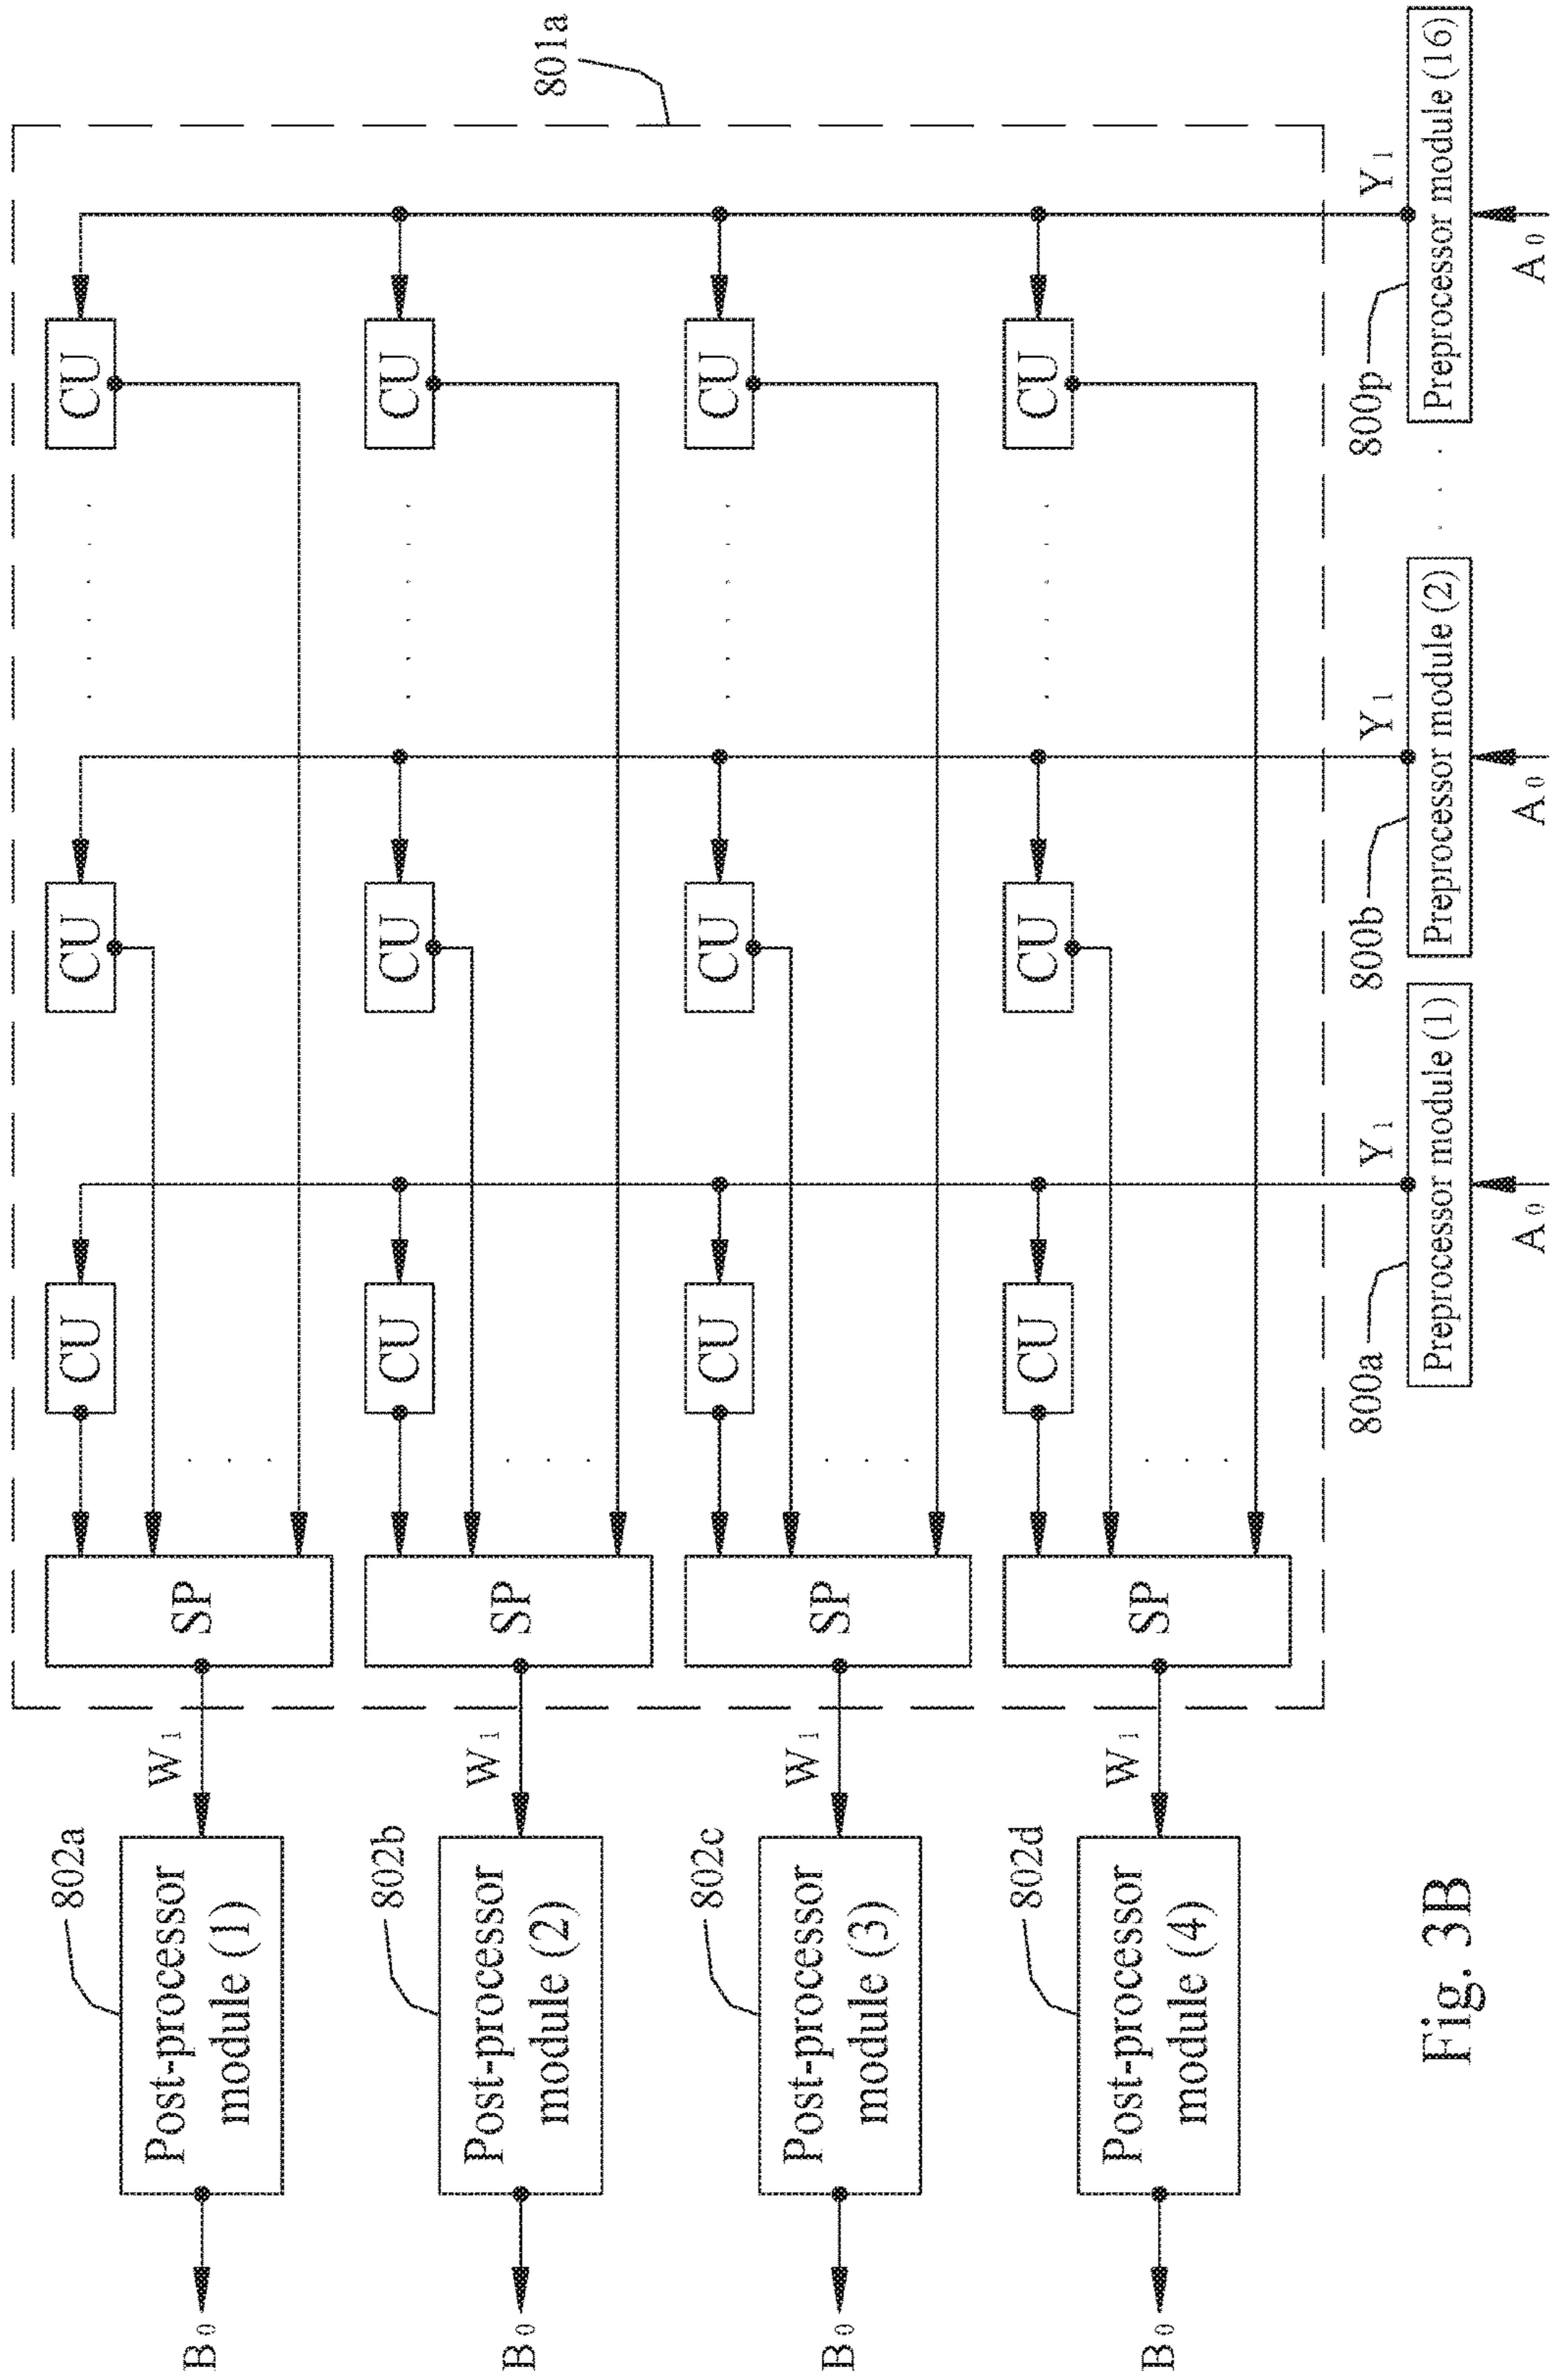 801a
CU
CU
CU
SP
W₁
802a
Post-processor
module (1)
B₀
CU
CU
CU
SP
W₁
802b
Post-processor
module (2)
B₀
CU
CU
CU
SP
W₁
802c
Post-processor
module (3)
B₀
CU
CU
CU
SP
W₁
802d
Post-processor
module (4)
B₀
Y₁
Y₁
Y₁
800a
800b
800p
Preprocessor module (1)
Preprocessor module (2)
Preprocessor module (16)
A₀
A₀
A₀
Fig. 3B